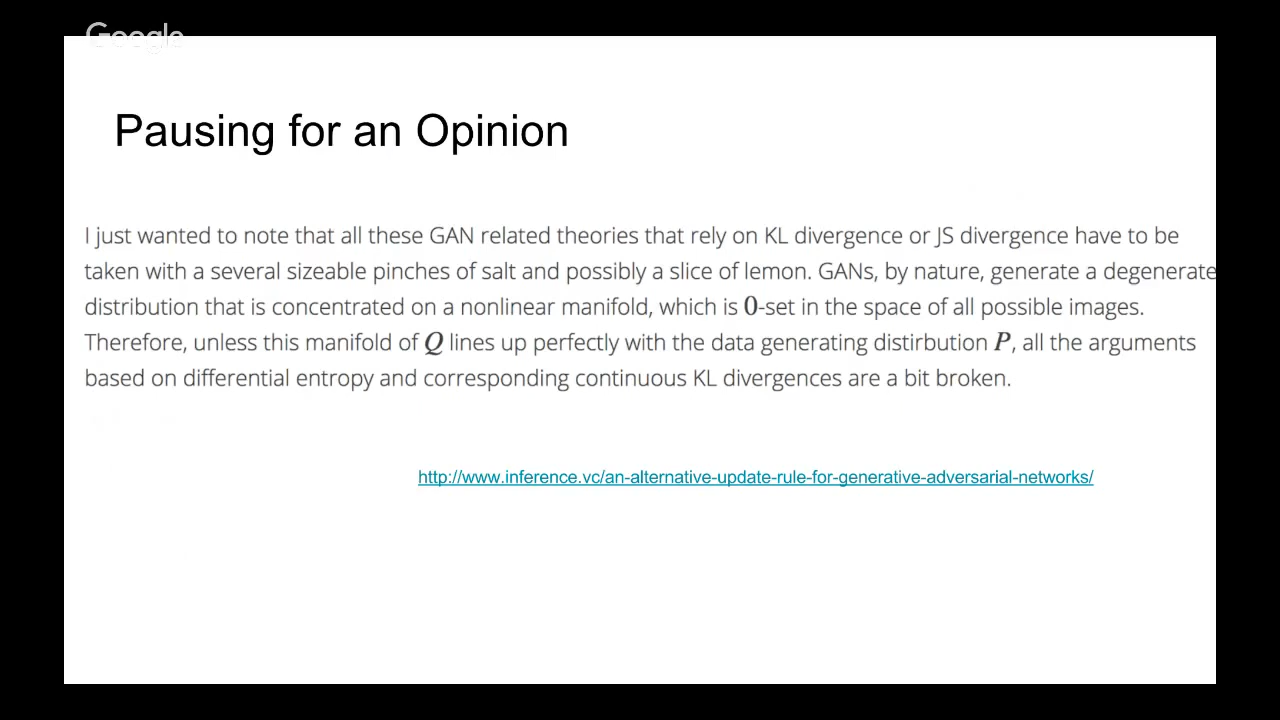 Google
Pausing for an Opinion
I just wanted to note that all these GAN related theories that rely on KL divergence or JS divergence have to be
taken with a several sizeable pinches of salt and possibly a slice of lemon. GANs, by nature, generate a degenerate
distribution that is concentrated on a nonlinear manifold, which is 0-set in the space of all possible images.
Therefore, unless this manifold of Q lines up perfectly with the data generating distirbution P, all the arguments
based on differential entropy and corresponding continuous KL divergences are a bit broken.
http://www.inference.vc/an-alternative-update-rule-for-generative-adversarial-networks/